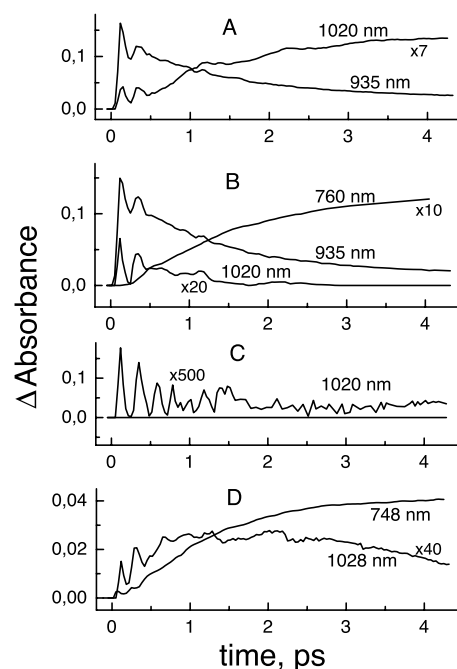 A
1020 nm
0,1
x7
935 nm
0,0
0 1 2 3 4
B
760 nm
0,1
x10
935 nm
1020 nm
0,0
x20
0 1 2 3 4
C
x500
0,1
1020 nm
0,0
0 1 2 3 4
Δ Absorbance
0,04
D
748 nm
0,02
x40
1028 nm
0,00
0 1 2 3 4
time, ps